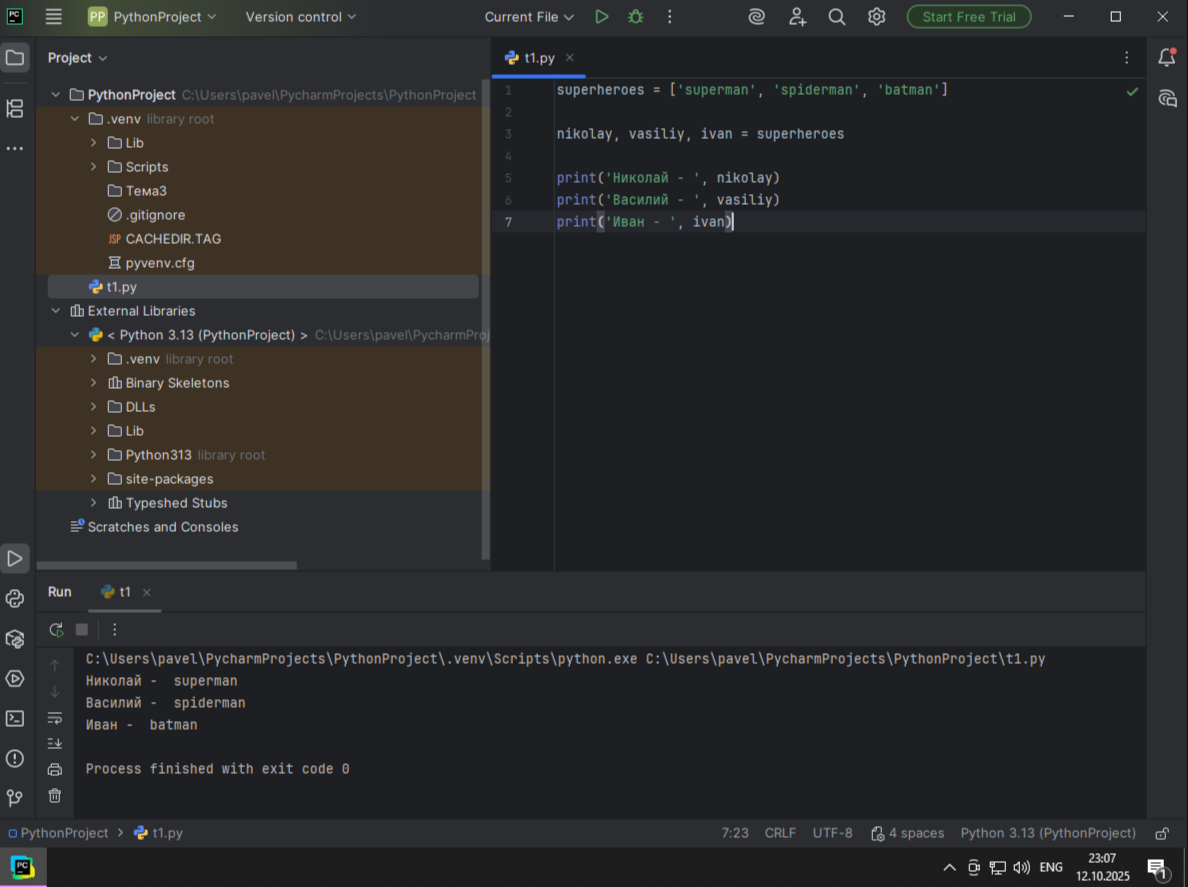 PC
PP PythonProject Version control Current File Start Free Trial
Project
PythonProject C:\Users\pavel\PycharmProjects\PythonProject
.venv library root
Lib
Scripts
Тема3
.gitignore
JSP CACHEDIR.TAG
pyvenv.cfg
t1.py
External Libraries
< Python 3.13 (PythonProject) > C:\Users\pavel\PycharmProj
.venv library root
Binary Skeletons
DLLs
Lib
Python313 library root
site-packages
Typeshed Stubs
Scratches and Consoles
t1.py
1 superheroes = ['superman', 'spiderman', 'batman']
2
3 nikolay, vasiliy, ivan = superheroes
4
5 print('Николай - ', nikolay)
6 print('Василий - ', vasiliy)
7 print('Иван - ', ivan)
Run t1
C:\Users\pavel\PycharmProjects\PythonProject\.venv\Scripts\python.exe C:\Users\pavel\PycharmProjects\PythonProject\t1.py
Николай -  superman
Василий -  spiderman
Иван -  batman
Process finished with exit code 0
PythonProject > t1.py 7:23 CRLF UTF-8 4 spaces Python 3.13 (PythonProject)
PC ENG 23:07
12.10.2025 1